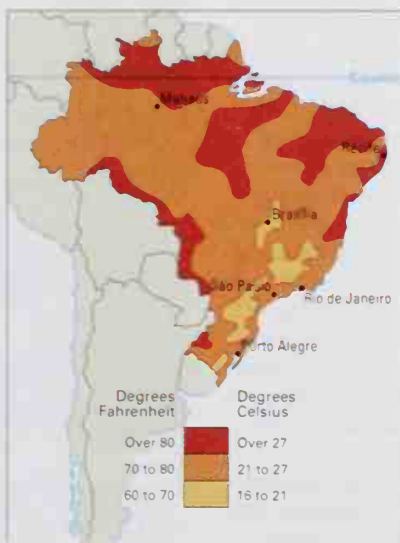 Manaus
Recife
Brasília
São Paulo
Rio de Janeiro
Porto Alegre
Degrees Fahrenheit
Degrees Celsius
Over 80
Over 27
70 to 80
21 to 27
60 to 70
16 to 21